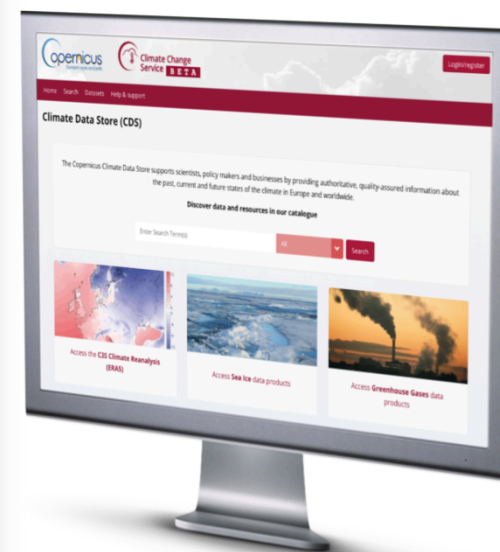 Copernicus
Climate Change
Service BETA
Login/register
Home Search Datasets Help & support
Climate Data Store (CDS)
The Copernicus Climate Data Store supports scientists, policy makers and businesses by providing authoritative, quality-assured information about
the past, current and future states of the climate in Europe and worldwide.
Discover data and resources in our catalogue
Enter Search Term(s)
All
Search
Access the C3S Climate Reanalysis
(ERA5)
Access Sea Ice data products
Access Greenhouse Gases data
products